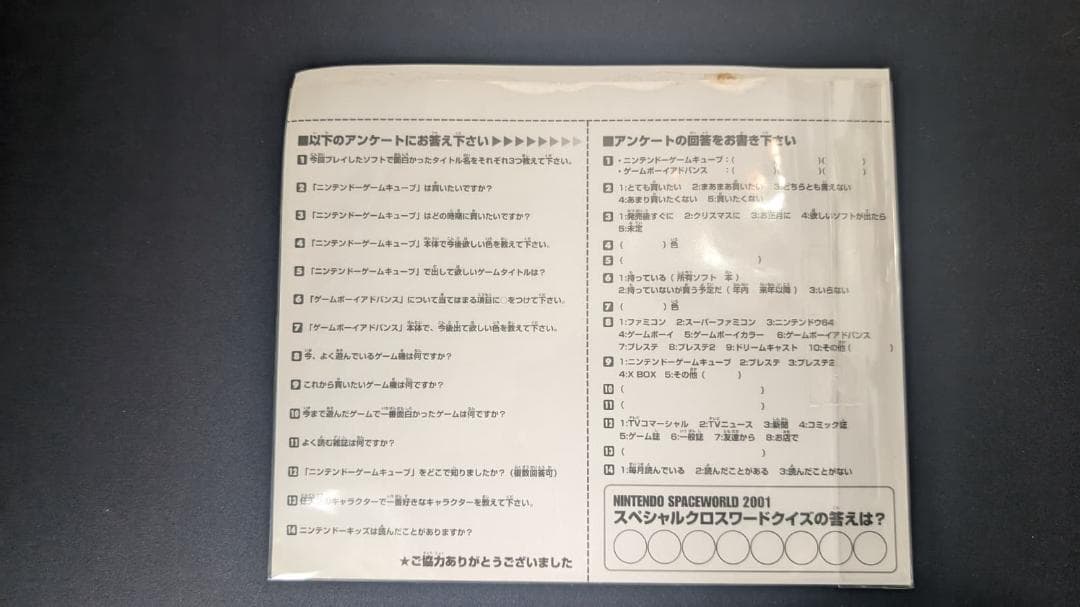 ■以下のアンケートにお答え下さい▶▶▶▶▶▶▶▶
1 今回プレイしたソフトで面白かったタイトル名をそれぞれ3つ教えて下さい。
2 「ニンテンドーゲームキューブ」は買いたいですか？
3 「ニンテンドーゲームキューブ」はどの時期に買いたいですか？
4 「ニンテンドーゲームキューブ」本体で今後欲しい色を教えて下さい。
5 「ニンテンドーゲームキューブ」で出して欲しいゲームタイトルは？
6 「ゲームボーイアドバンス」について当てはまる項目に○をつけて下さい。
7 「ゲームボーイアドバンス」本体で、今後出て欲しい色を教えて下さい。
8 今、よく遊んでいるゲーム機は何ですか？
9 これから買いたいゲーム機は何ですか？
10 今まで遊んだゲームで一番面白かったゲームは何ですか？
11 よく読む雑誌は何ですか？
12 「ニンテンドーゲームキューブ」をどこで知りましたか？（複数回答可）
13 キャラクターで一番好きなキャラクターを教えて下さい。
14 ニンテンドーキッズは読んだことがありますか？
★ご協力ありがとうございました
■アンケートの回答をお書き下さい
1 ・ニンテンドーゲームキューブ：（ ）（ ）
・ゲームボーイアドバンス ：（ ）（ ）
2 1:とても買いたい 2:まあまあ買いたい 3:どちらとも言えない
4:あまり買いたくない 5:買いたくない
3 1:発売後すぐに 2:クリスマスに 3:お正月に 4:欲しいソフトが出たら
5:未定
4 （ ）色
5 （ ）
6 1:持っている（ 所有ソフト 本 ）
2:持っていないが買う予定だ（ 年内 来年以降 ） 3:いらない
7 （ ）色
8 1:ファミコン 2:スーパーファミコン 3:ニンテンドウ64
4:ゲームボーイ 5:ゲームボーイカラー 6:ゲームボーイアドバンス
7:プレステ 8:プレステ2 9:ドリームキャスト 10:その他（ ）
9 1:ニンテンドーゲームキューブ 2:プレステ 3:プレステ2
4:X BOX 5:その他（ ）
10 （ ）
11 （ ）
12 1:TVコマーシャル 2:TVニュース 3:新聞 4:コミック誌
5:ゲーム誌 6:一般誌 7:友達から 8:お店で
13 （ ）
14 1:毎月読んでいる 2:読んだことがある 3:読んだことがない
NINTENDO SPACEWORLD 2001
スペシャルクロスワードクイズの答えは？